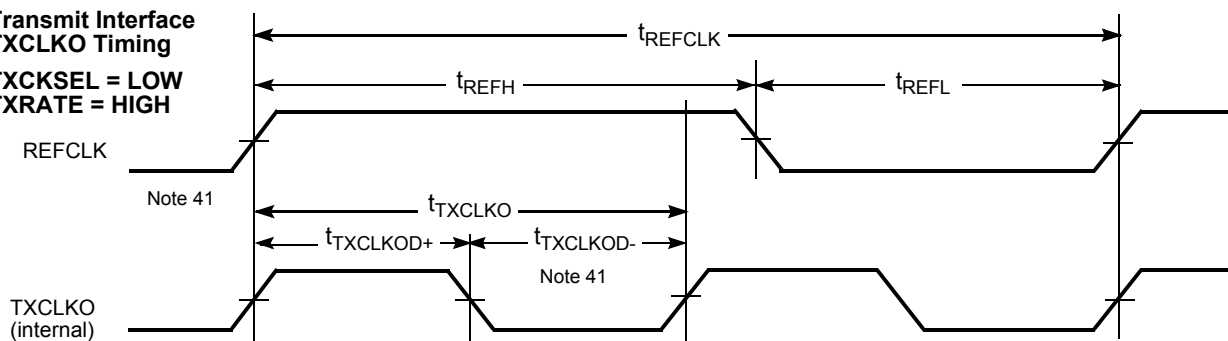 Transmit Interface
TXCLKO Timing
TXCKSEL = LOW
TXRATE = HIGH
tREFCLK
tREFH
tREFL
REFCLK
Note 41
tTXCLKO
tTXCLKOD+
tTXCLKOD-
Note 41
TXCLKO
(internal)